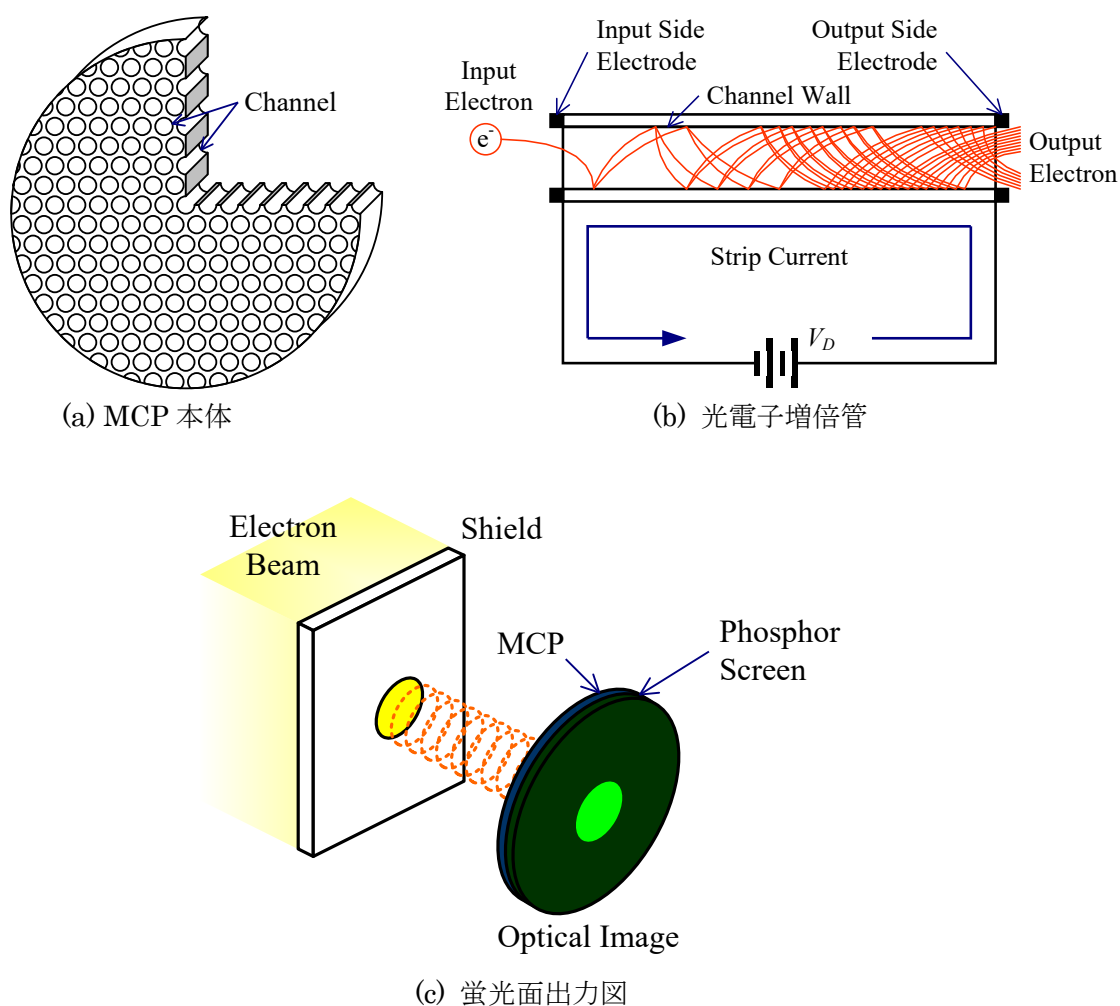 Channel
(a) MCP 本体
Input Side
Electrode
Output Side
Electrode
Input
Electron
Channel Wall
e-
Output
Electron
Strip Current
VD
(b) 光電子増倍管
Electron
Beam
Shield
MCP
Phosphor
Screen
Optical Image
(c) 蛍光面出力図